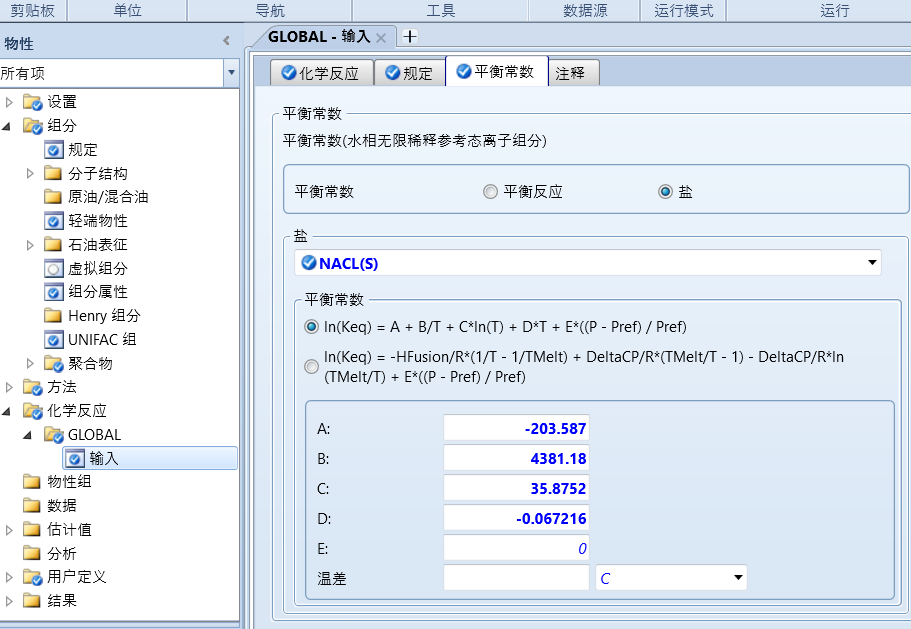 剪贴板 单位 导航 工具 数据源 运行模式 运行
物性
所有项
设置
组分
规定
分子结构
原油/混合油
轻端物性
石油表征
虚拟组分
组分属性
Henry 组分
UNIFAC 组
聚合物
方法
化学反应
GLOBAL
输入
物性组
数据
估计值
分析
用户定义
结果
GLOBAL - 输入
化学反应 规定 平衡常数 注释
平衡常数
平衡常数(水相无限稀释参考态离子组分)
平衡常数 平衡反应 盐
盐
NACL(S)
平衡常数
ln(Keq) = A + B/T + C*ln(T) + D*T + E*((P - Pref) / Pref)
ln(Keq) = -HFusion/R*(1/T - 1/TMelt) + DeltaCP/R*(TMelt/T - 1) - DeltaCP/R*ln
(TMelt/T) + E*((P - Pref) / Pref)
A: -203.587
B: 4381.18
C: 35.8752
D: -0.067216
E: 0
温差 C